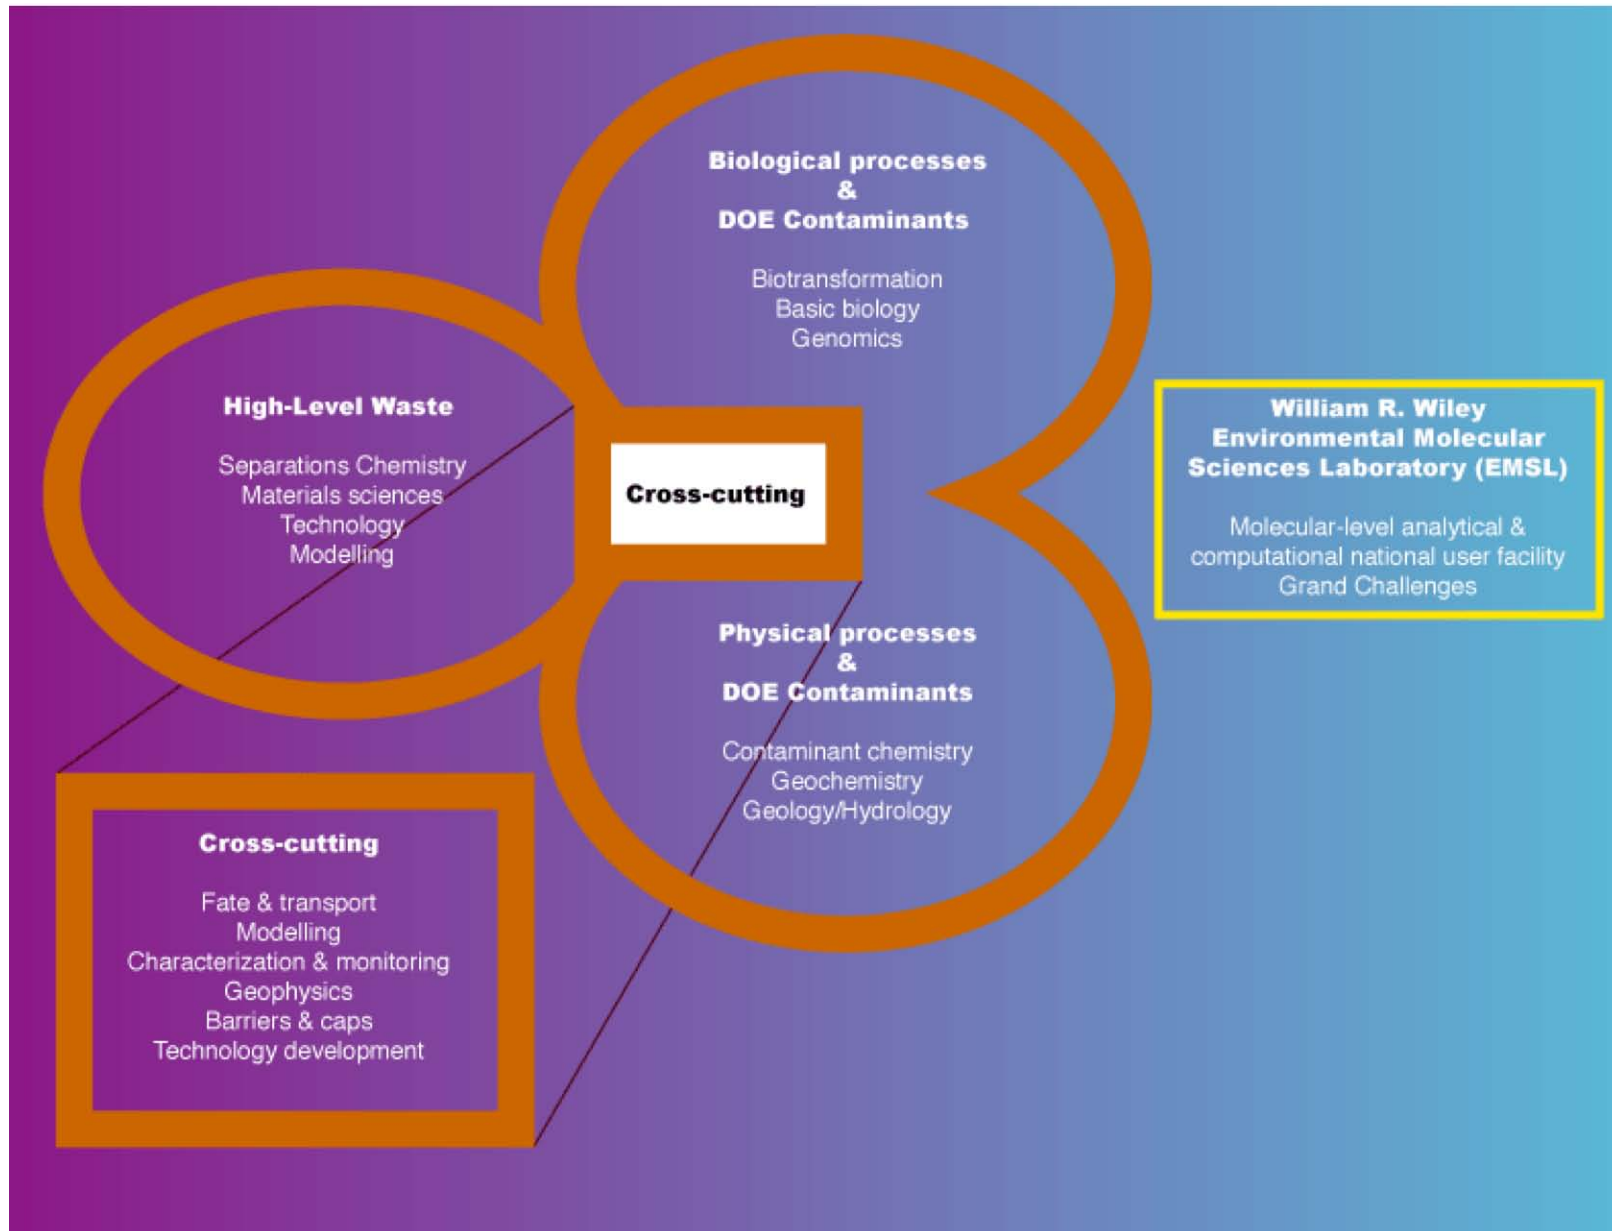 Biological processes
&
DOE Contaminants
Biotransformation
Basic biology
Genomics
High-Level Waste
Separations Chemistry
Materials sciences
Technology
Modelling
Cross-cutting
William R. Wiley
Environmental Molecular
Sciences Laboratory (EMSL)
Molecular-level analytical &
computational national user facility
Grand Challenges
Physical processes
&
DOE Contaminants
Contaminant chemistry
Geochemistry
Geology/Hydrology
Cross-cutting
Fate & transport
Modelling
Characterization & monitoring
Geophysics
Barriers & caps
Technology development